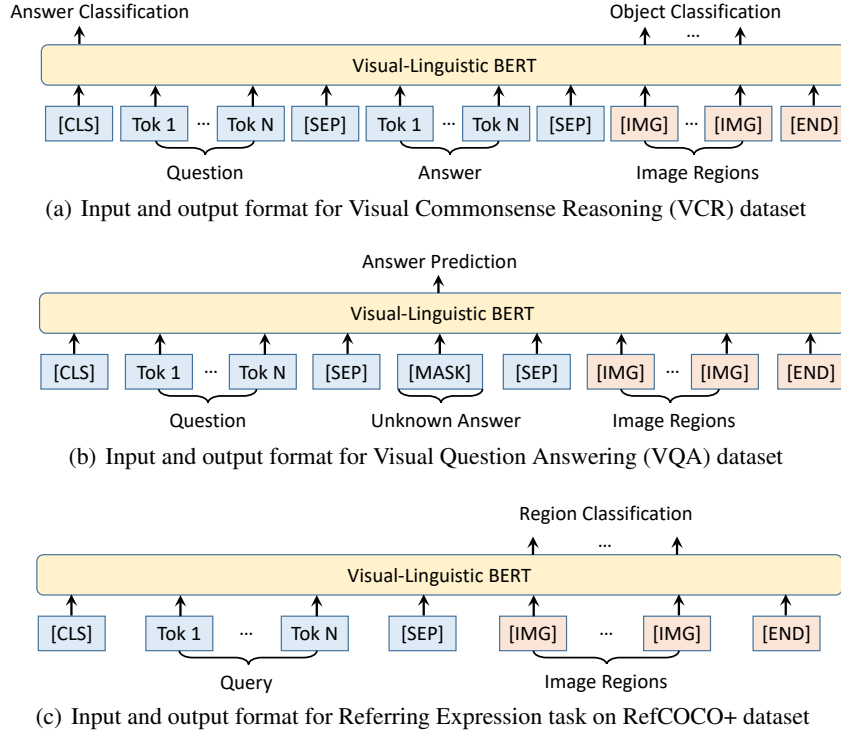 Answer Classification Object Classification
...
Visual-Linguistic BERT
[CLS] Tok 1 ... Tok N [SEP] Tok 1 ... Tok N [SEP] [IMG] ... [IMG] [END]
Question Answer Image Regions
(a) Input and output format for Visual Commonsense Reasoning (VCR) dataset
Answer Prediction
Visual-Linguistic BERT
[CLS] Tok 1 ... Tok N [SEP] [MASK] [SEP] [IMG] ... [IMG] [END]
Question Unknown Answer Image Regions
(b) Input and output format for Visual Question Answering (VQA) dataset
Region Classification
...
Visual-Linguistic BERT
[CLS] Tok 1 ... Tok N [SEP] [IMG] ... [IMG] [END]
Query Image Regions
(c) Input and output format for Referring Expression task on RefCOCO+ dataset